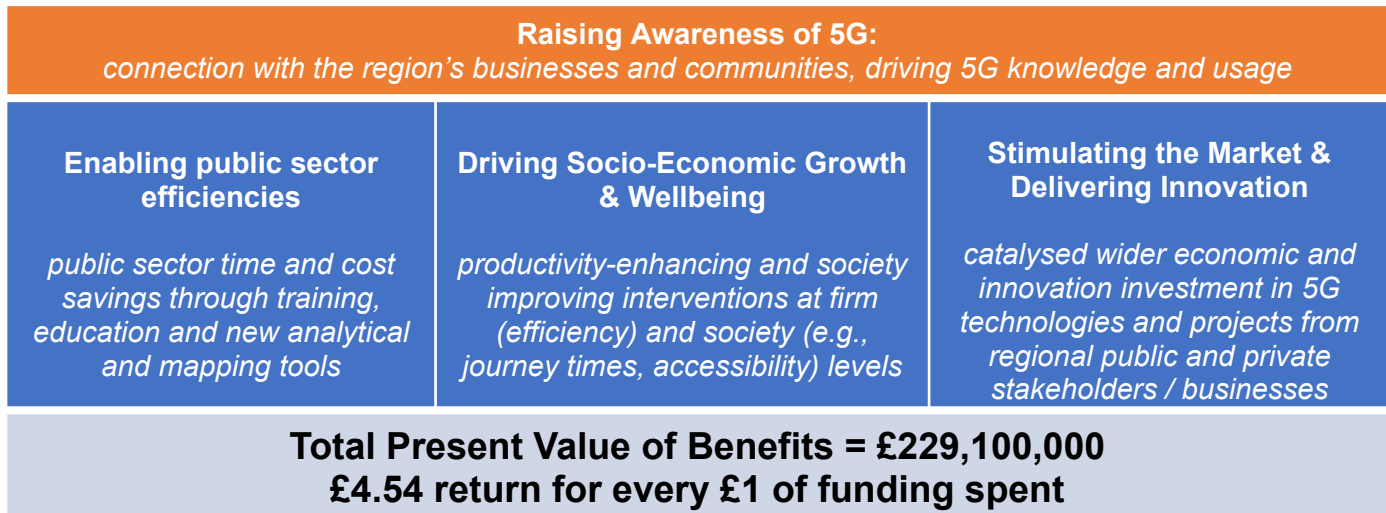 Raising Awareness of 5G:
connection with the region's businesses and communities, driving 5G knowledge and usage
Enabling public sector
efficiencies
public sector time and cost
savings through training,
education and new analytical
and mapping tools
Driving Socio-Economic Growth
& Wellbeing
productivity-enhancing and society
improving interventions at firm
(efficiency) and society (e.g.,
journey times, accessibility) levels
Stimulating the Market &
Delivering Innovation
catalysed wider economic and
innovation investment in 5G
technologies and projects from
regional public and private
stakeholders / businesses
Total Present Value of Benefits = £229,100,000
£4.54 return for every £1 of funding spent